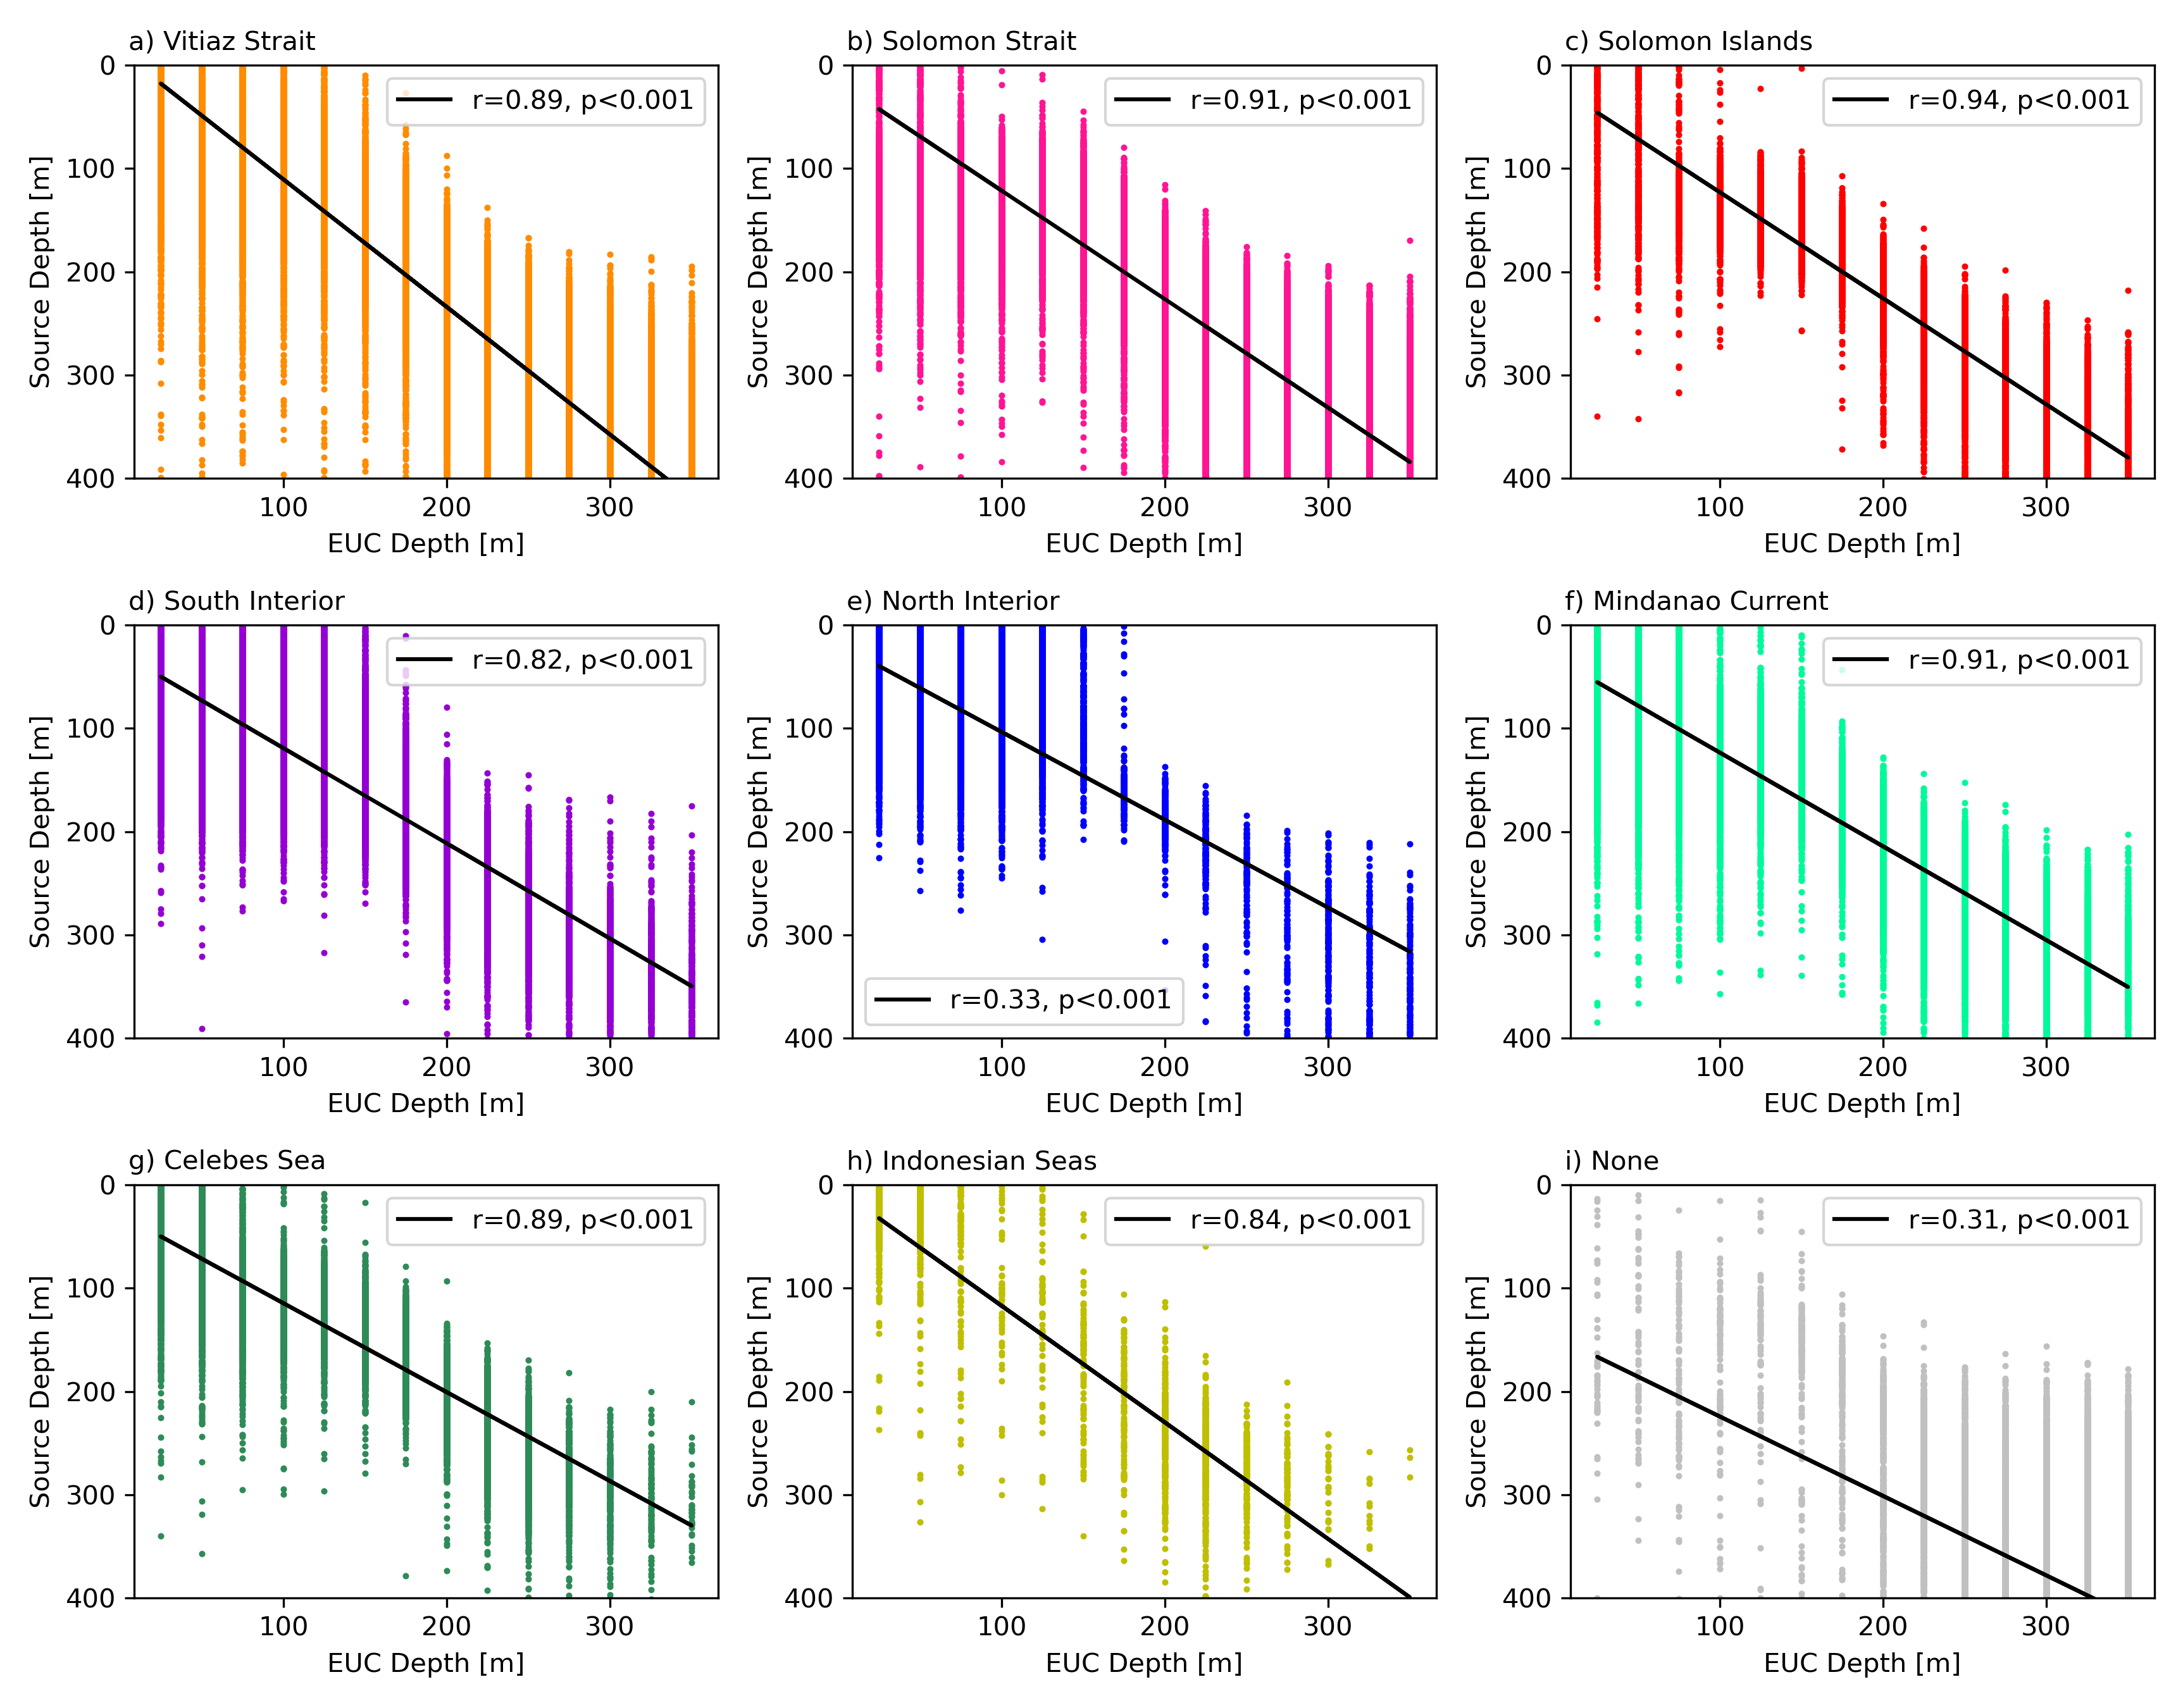 a) Vitiaz Strait
0
100
200
300
400
Source Depth [m]
r=0.89, p<0.001
100 200 300
EUC Depth [m]
b) Solomon Strait
0
100
200
300
400
Source Depth [m]
r=0.91, p<0.001
100 200 300
EUC Depth [m]
c) Solomon Islands
0
100
200
300
400
Source Depth [m]
r=0.94, p<0.001
100 200 300
EUC Depth [m]
d) South Interior
0
100
200
300
400
Source Depth [m]
r=0.82, p<0.001
100 200 300
EUC Depth [m]
e) North Interior
0
100
200
300
400
Source Depth [m]
r=0.33, p<0.001
100 200 300
EUC Depth [m]
f) Mindanao Current
0
100
200
300
400
Source Depth [m]
r=0.91, p<0.001
100 200 300
EUC Depth [m]
g) Celebes Sea
0
100
200
300
400
Source Depth [m]
r=0.89, p<0.001
100 200 300
EUC Depth [m]
h) Indonesian Seas
0
100
200
300
400
Source Depth [m]
r=0.84, p<0.001
100 200 300
EUC Depth [m]
i) None
0
100
200
300
400
Source Depth [m]
r=0.31, p<0.001
100 200 300
EUC Depth [m]